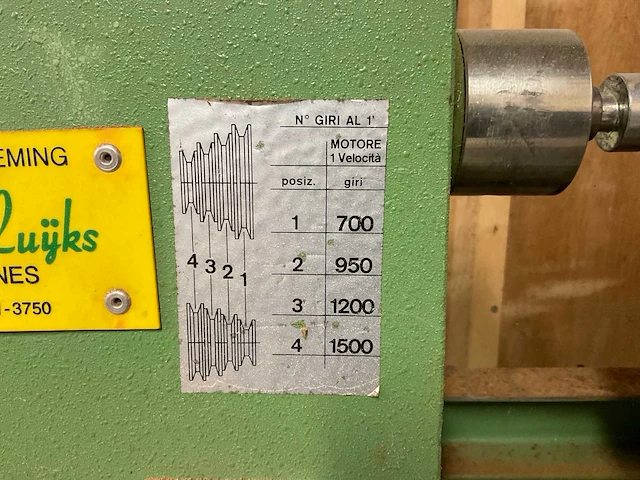 EMING
Luÿks
NES
-3750
N° GIRI AL 1'
MOTORE
1 Velocità
posiz. giri
1 700
2 950
3 1200
4 1500
4 3 2 1